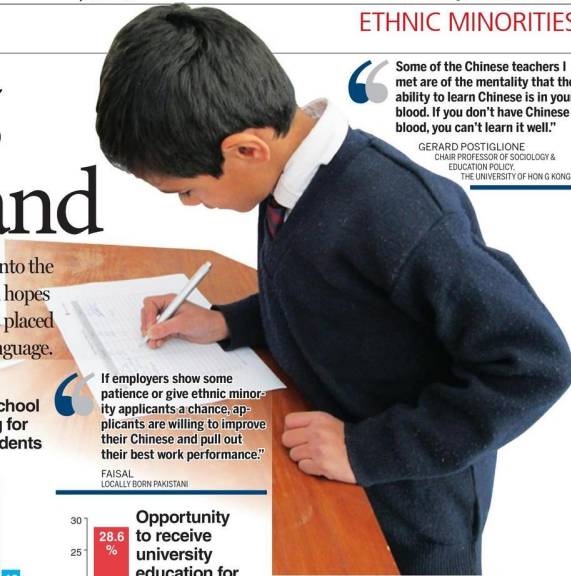 ETHNIC MINORITIES
Some of the Chinese teachers I
met are of the mentality that the
ability to learn Chinese is in your
blood. If you don't have Chinese
blood, you can't learn it well.”
GERARD POSTIGLIONE
CHAIR PROFESSOR OF SOCIOLOGY &
EDUCATION POLICY,
THE UNIVERSITY OF HON G KONG
and
nto the
hopes
placed
guage.
If employers show some
patience or give ethnic minor-
ity applicants a chance, ap-
plicants are willing to improve
their Chinese and pull out
their best work performance.”
FAISAL
LOCALLY BORN PAKISTANI
chool
g for
dents
30
25
28.6
%
Opportunity
to receive
university
education for